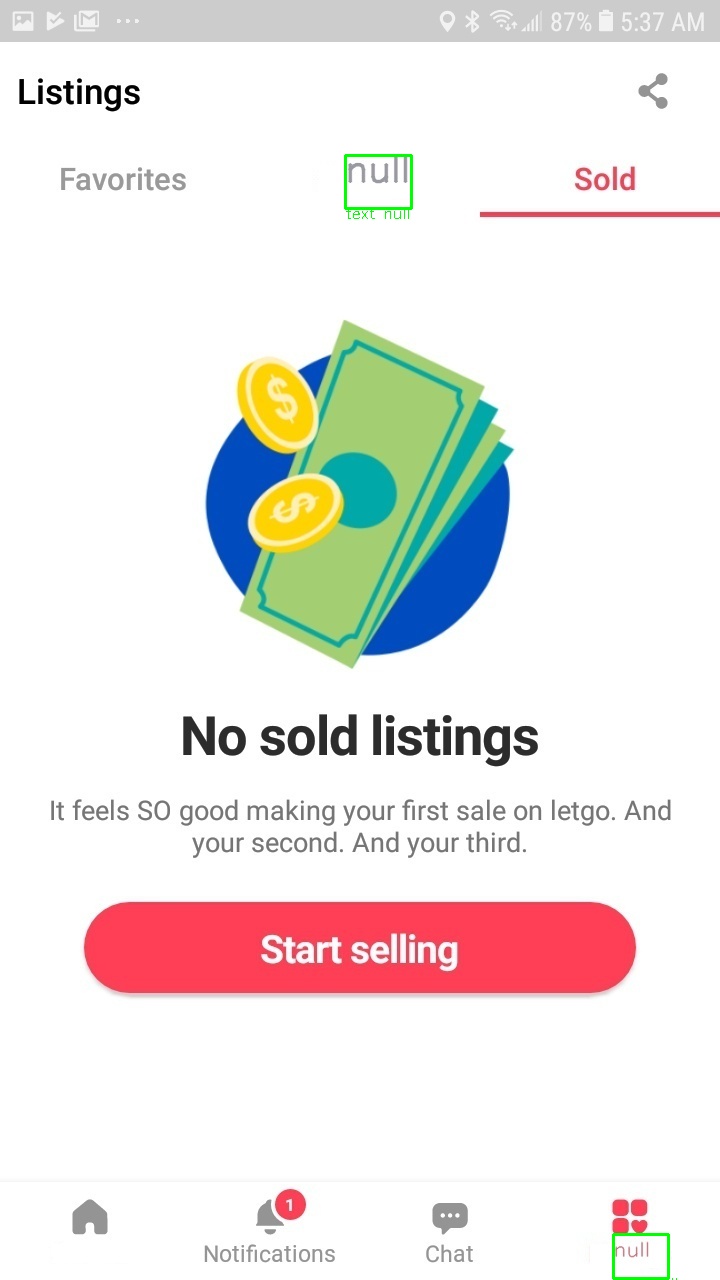 87% 5:37 AM
Listings
Favorites null Sold
text null
$
$
No sold listings
It feels SO good making your first sale on letgo. And
your second. And your third.
Start selling
1
Notifications Chat null